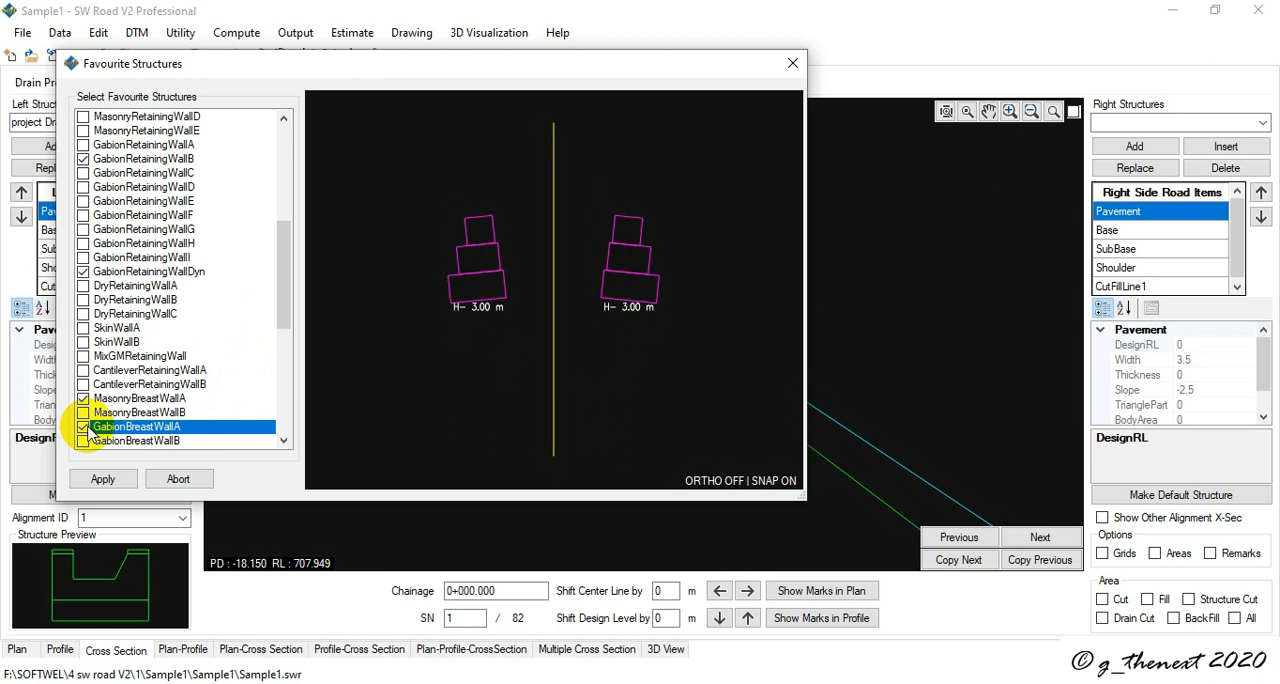 Sample1 - SW Road V2 Professional
File Data Edit DTM Utility Compute Output Estimate Drawing 3D Visualization Help
Favourite Structures
Drain Pr
Left Struct
project Dr
Select Favourite Structures
MasonryRetainingWallD
MasonryRetainingWallE
GabionRetainingWallA
GabionRetainingWallB
GabionRetainingWallC
GabionRetainingWallD
GabionRetainingWallE
GabionRetainingWallF
GabionRetainingWallG
GabionRetainingWallH
GabionRetainingWallI
GabionRetainingWallDyn
DryRetainingWallA
DryRetainingWallB
DryRetainingWallC
SkinWallA
SkinWallB
MixGMRetainingWall
CantileverRetainingWallA
CantileverRetainingWallB
MasonryBreastWallA
MasonryBreastWallB
GabionBreastWallA
GabionBreastWallB
Apply Abort
H- 3.00 m H- 3.00 m
ORTHO OFF | SNAP ON
Right Structures
Add Insert
Replace Delete
Right Side Road Items
Pavement
Base
SubBase
Shoulder
CutFillLine1
Pavement
DesignRL 0
Width 3.5
Thickness 0
Slope -2.5
TrianglePart 0
BodyArea 0
DesignRL
Make Default Structure
Show Other Alignment X-Sec
Options
Grids Areas Remarks
Area
Cut Fill Structure Cut
Drain Cut BackFill All
Alignment ID 1
Structure Preview
PD : -18.150 RL : 707.949
Previous Next
Copy Next Copy Previous
Chainage 0+000.000 Shift Center Line by 0 m Show Marks in Plan
SN 1 / 82 Shift Design Level by 0 m Show Marks in Profile
Plan Profile Cross Section Plan-Profile Plan-Cross Section Profile-Cross Section Plan-Profile-CrossSection Multiple Cross Section 3D View
F:\SOFTWEL\4 sw road V2\1\Sample1\Sample1\Sample1.swr
© g_thenext 2020